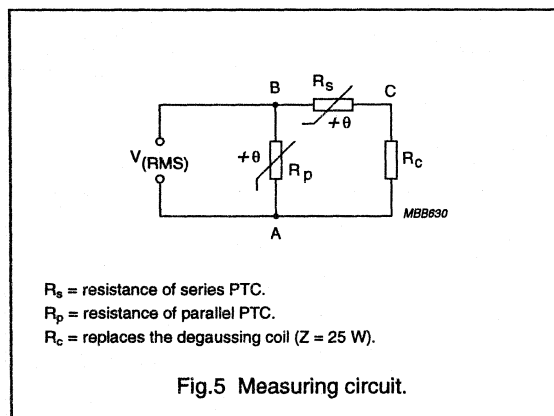 B
Rs
C
+θ
V(RMS)
+θ
Rp
Rc
MBB630
A
Rs = resistance of series PTC.
Rp = resistance of parallel PTC.
Rc = replaces the degaussing coil (Z = 25 W).
Fig.5 Measuring circuit.